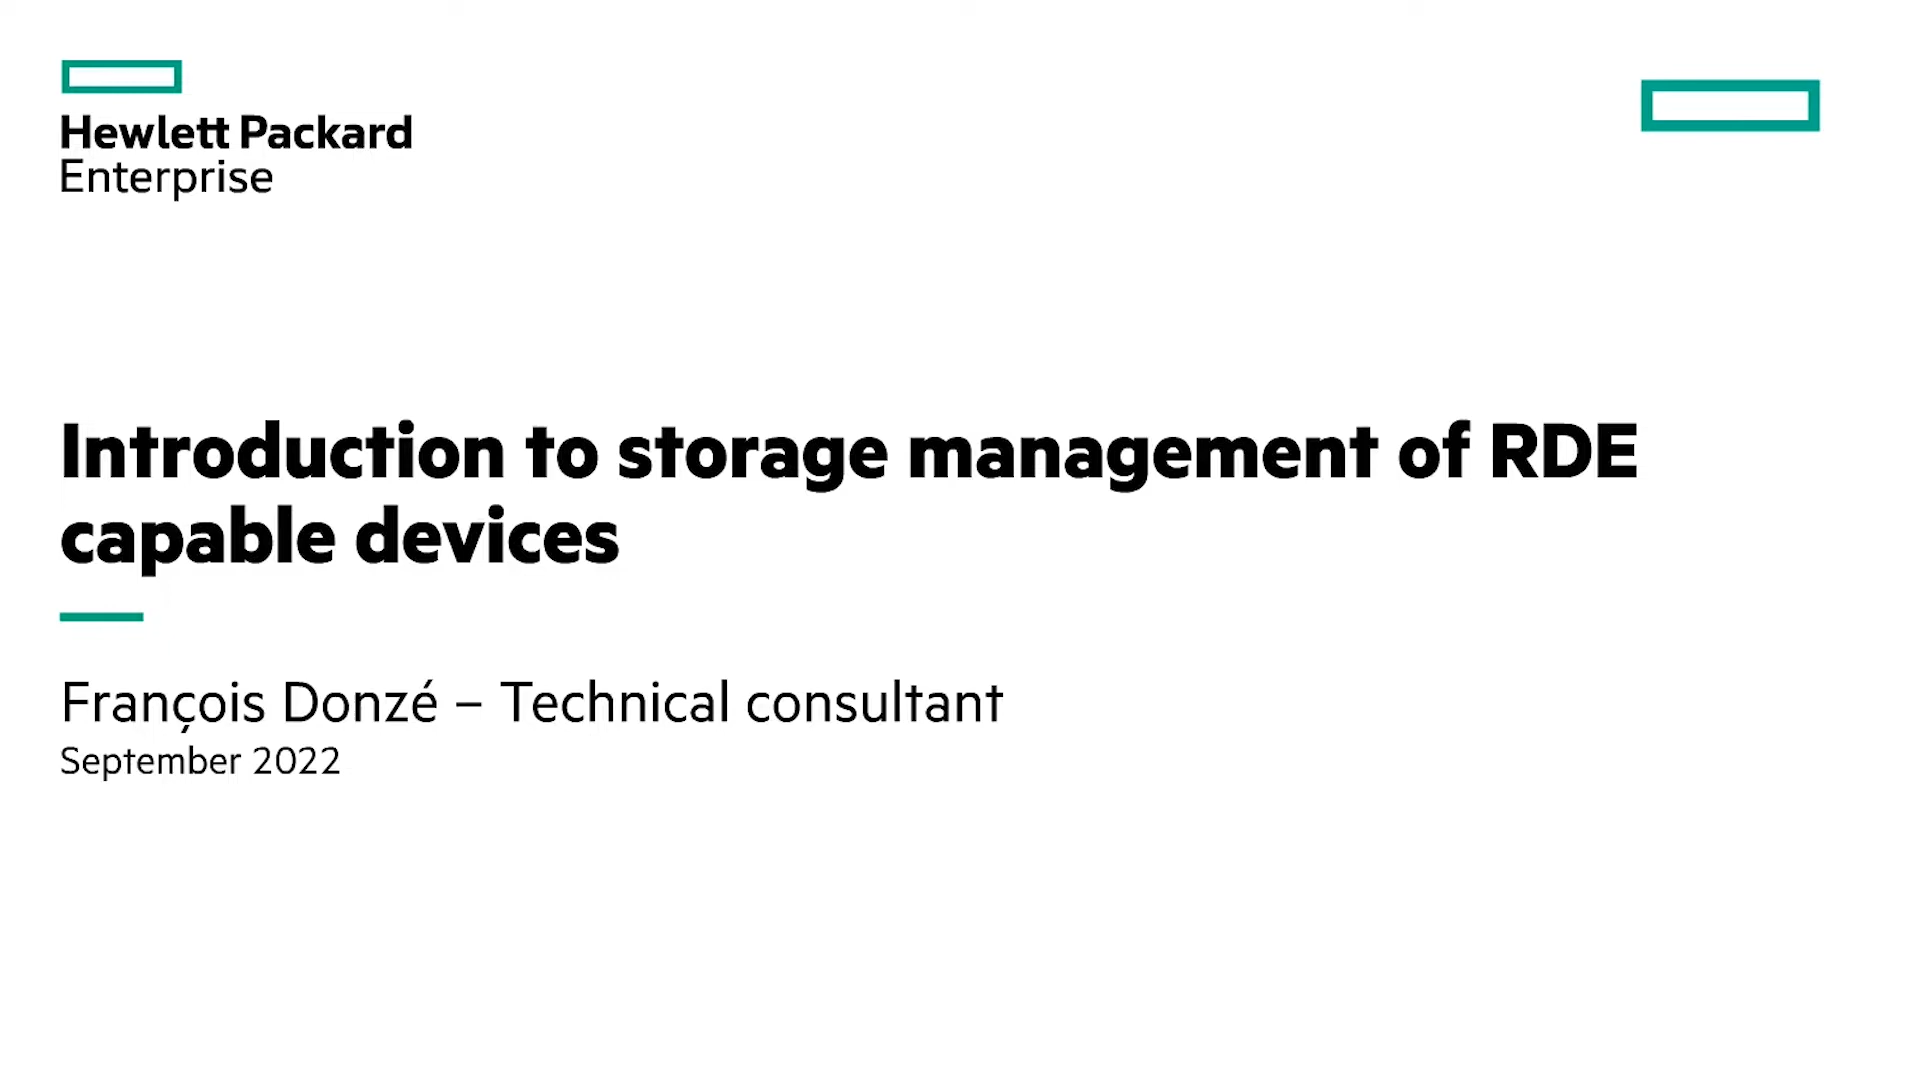 Hewlett Packard
Enterprise
Introduction to storage management of RDE
capable devices
François Donzé – Technical consultant
September 2022